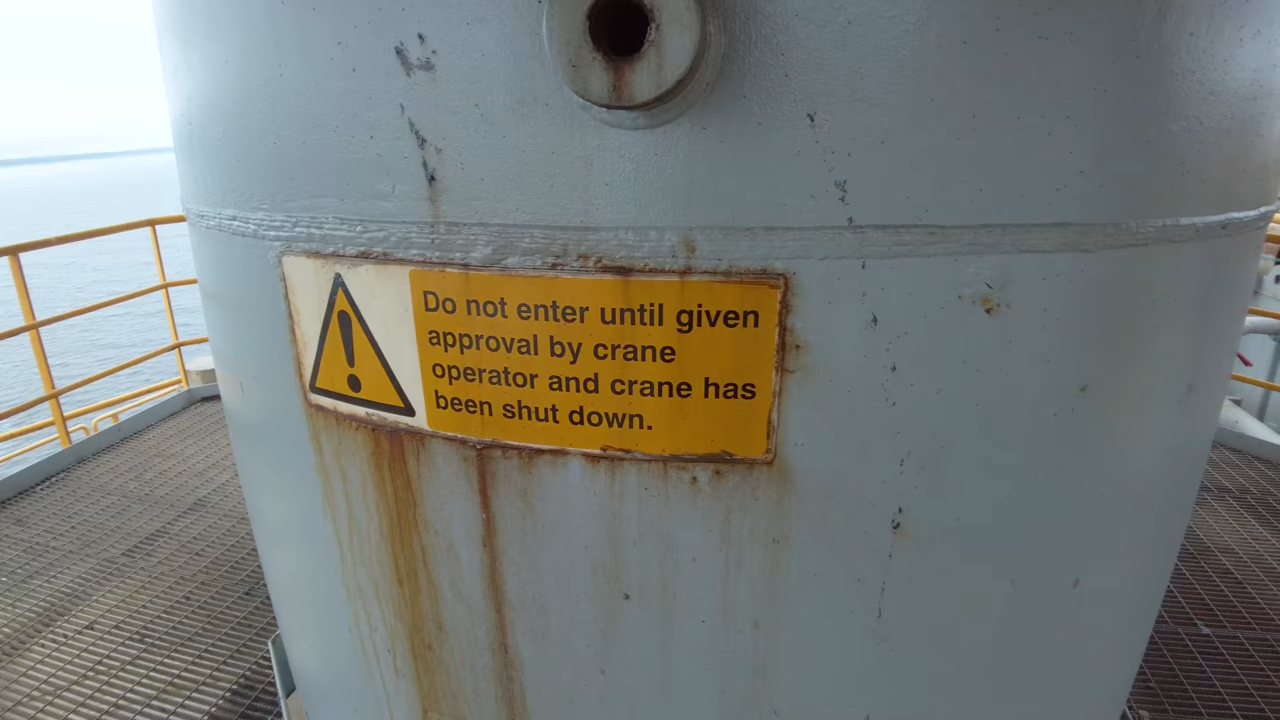 Do not enter until given
approval by crane
operator and crane has
been shut down.